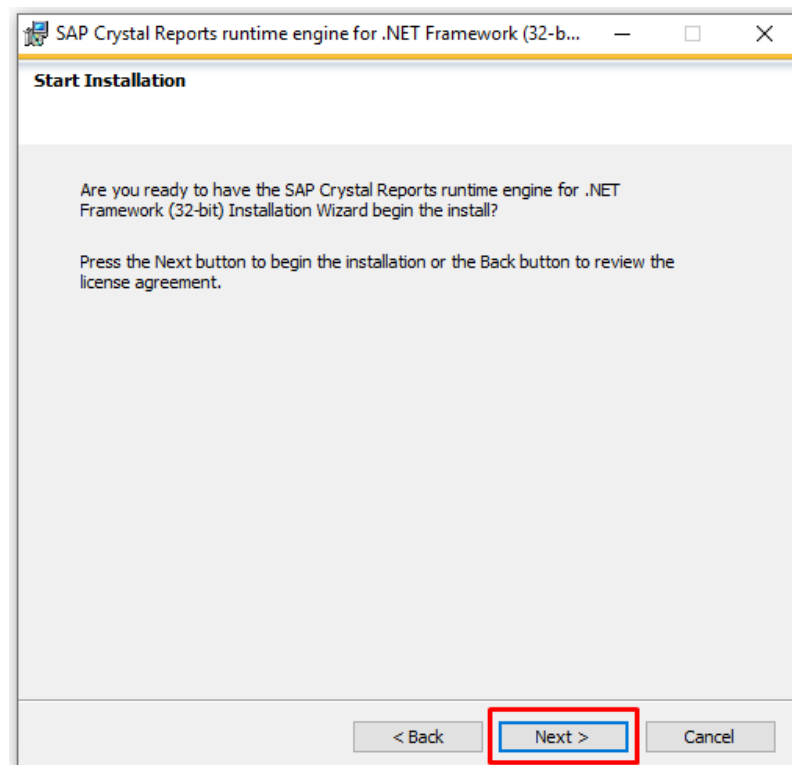 SAP Crystal Reports runtime engine for .NET Framework (32-b...
Start Installation
Are you ready to have the SAP Crystal Reports runtime engine for .NET
Framework (32-bit) Installation Wizard begin the install?
Press the Next button to begin the installation or the Back button to review the
license agreement.
< Back Next > Cancel